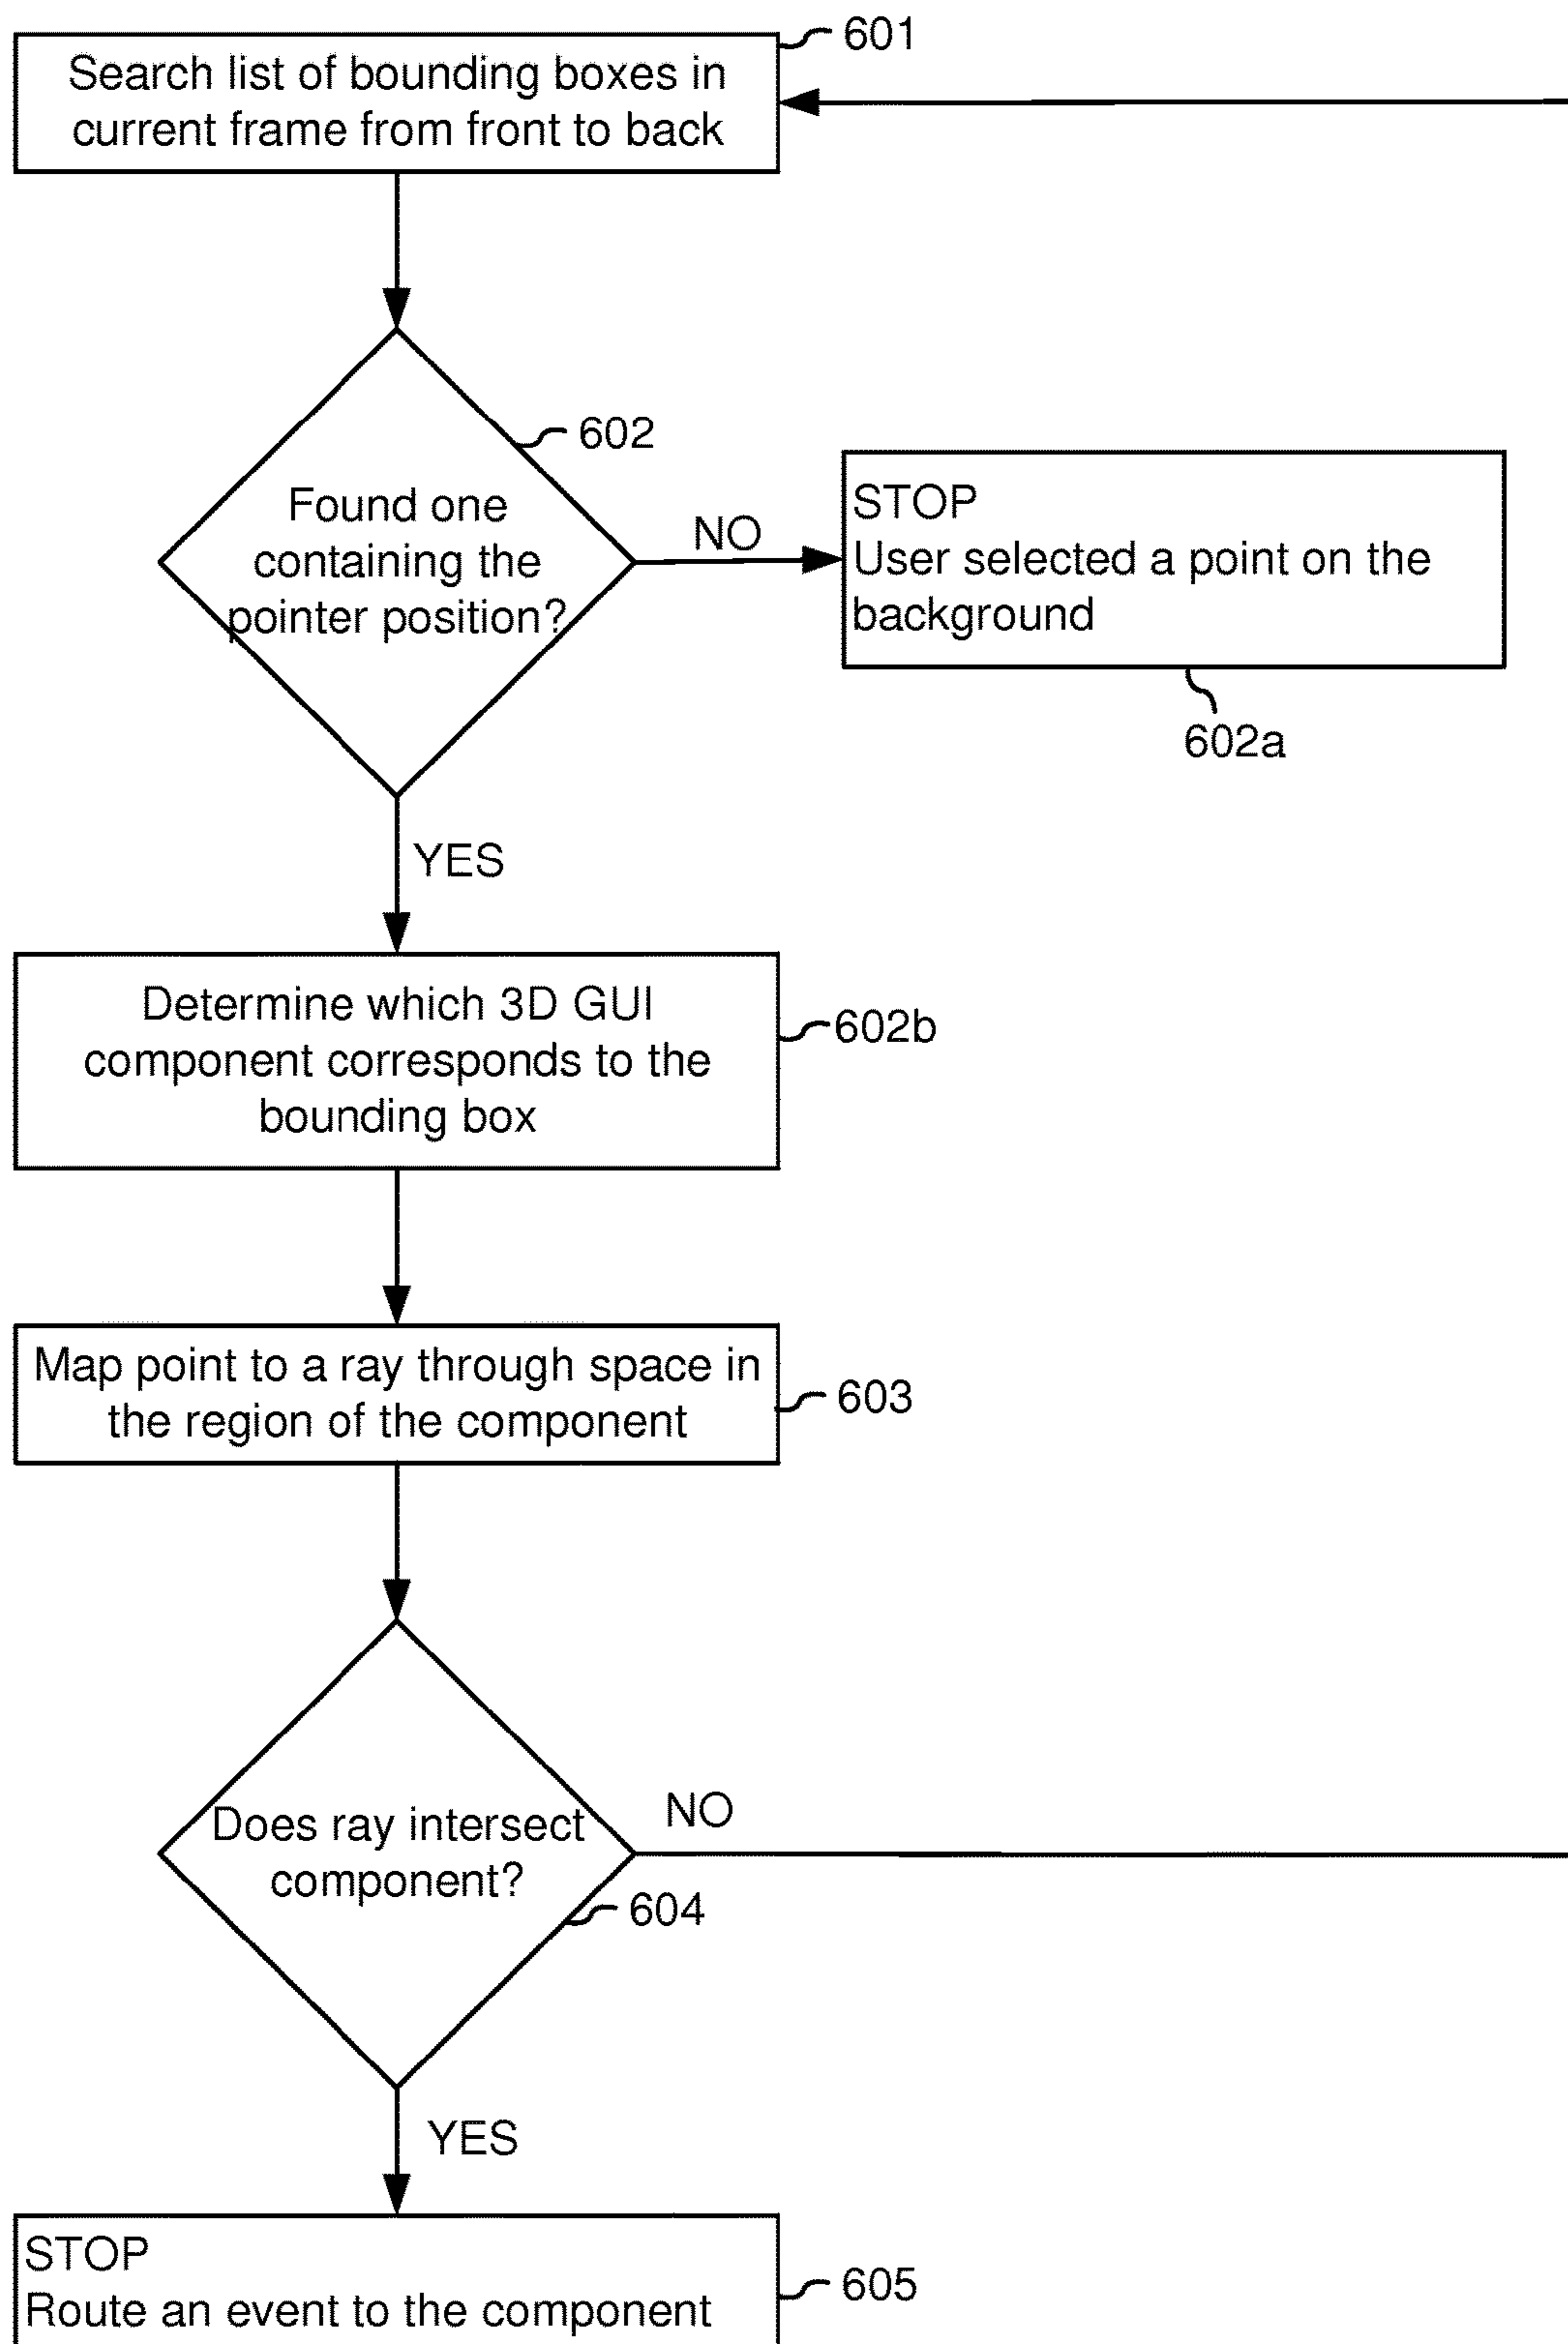 601
Search list of bounding boxes in
current frame from front to back
602
Found one
containing the
pointer position?
NO
STOP
User selected a point on the
background
602a
YES
Determine which 3D GUI
component corresponds to the
bounding box
602b
Map point to a ray through space in
the region of the component
603
Does ray intersect
component?
NO
604
YES
STOP
Route an event to the component
605